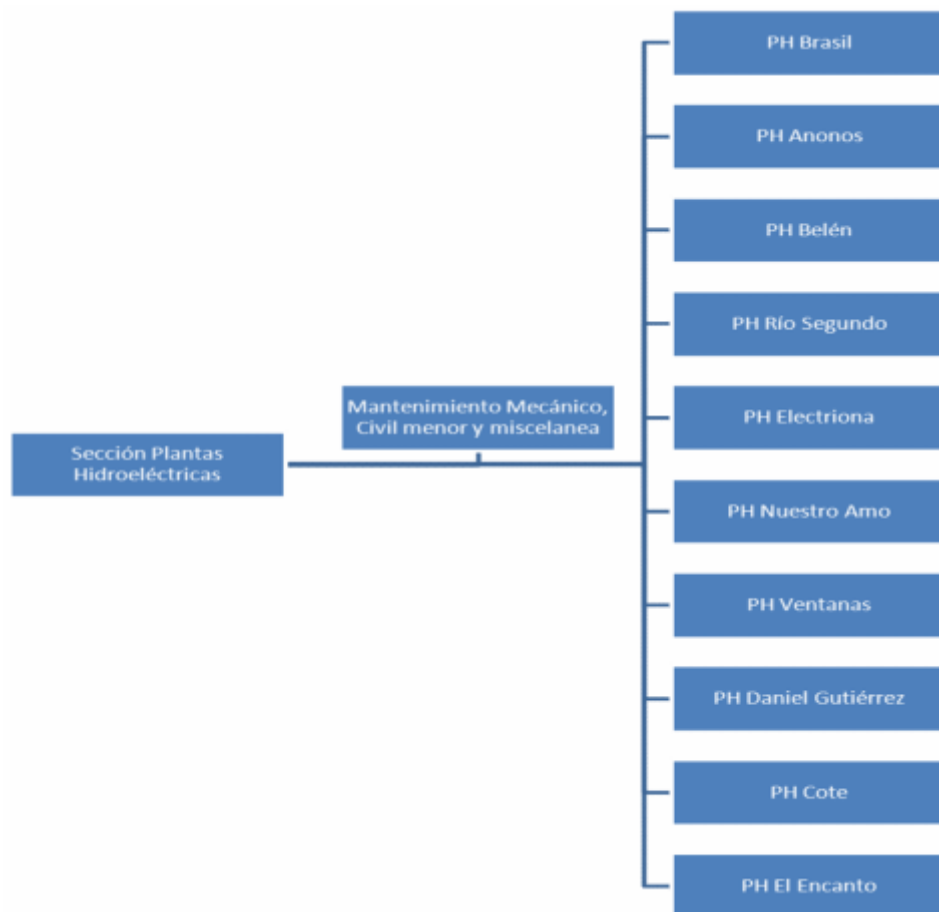 PH Brasil
PH Anonos
PH Belén
PH Río Segundo
Mantenimiento Mecánico,
Civil menor y miscelanea
PH Electriona
Sección Plantas
Hidroeléctricas
PH Nuestro Amo
PH Ventanas
PH Daniel Gutiérrez
PH Cote
PH El Encanto